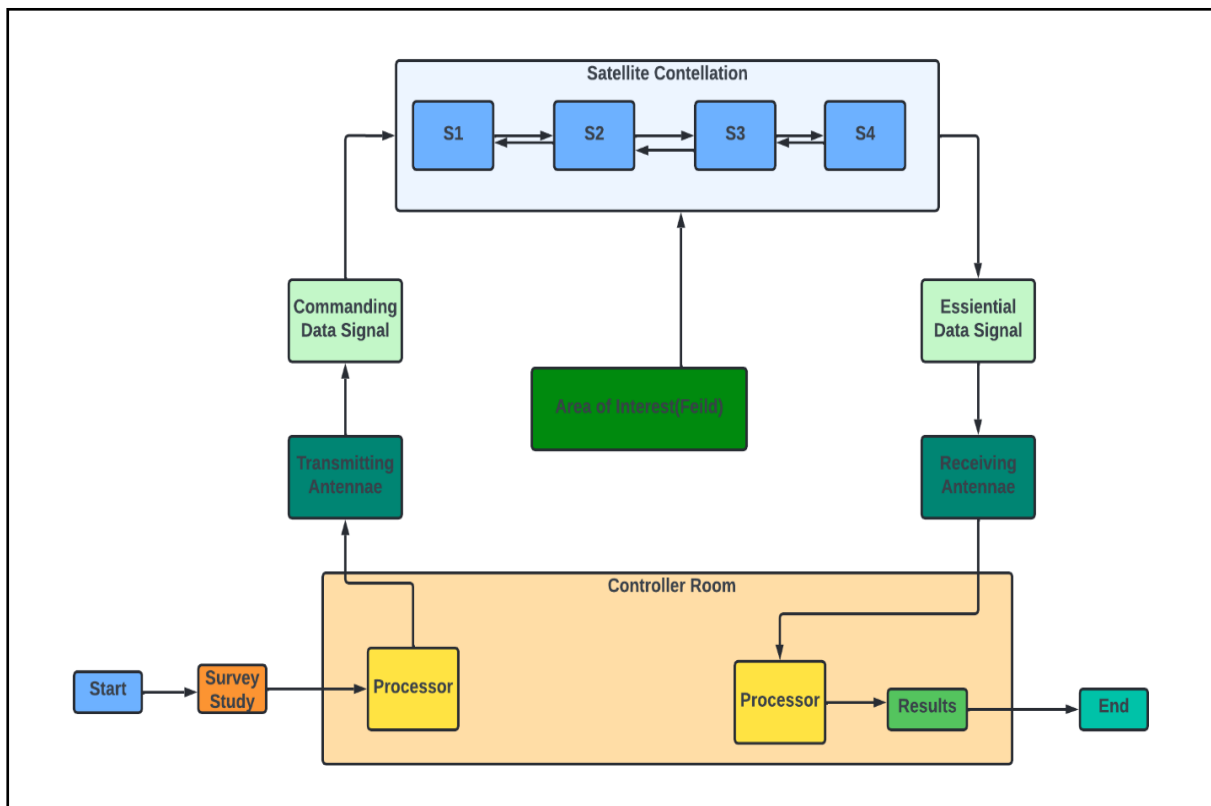 Satellite Contellation
S1
S2
S3
S4
Commanding
Data Signal
Essiential
Data Signal
Area of Interest(Feild)
Transmitting
Antennae
Receiving
Antennae
Controller Room
Start
Survey
Study
Processor
Processor
Results
End